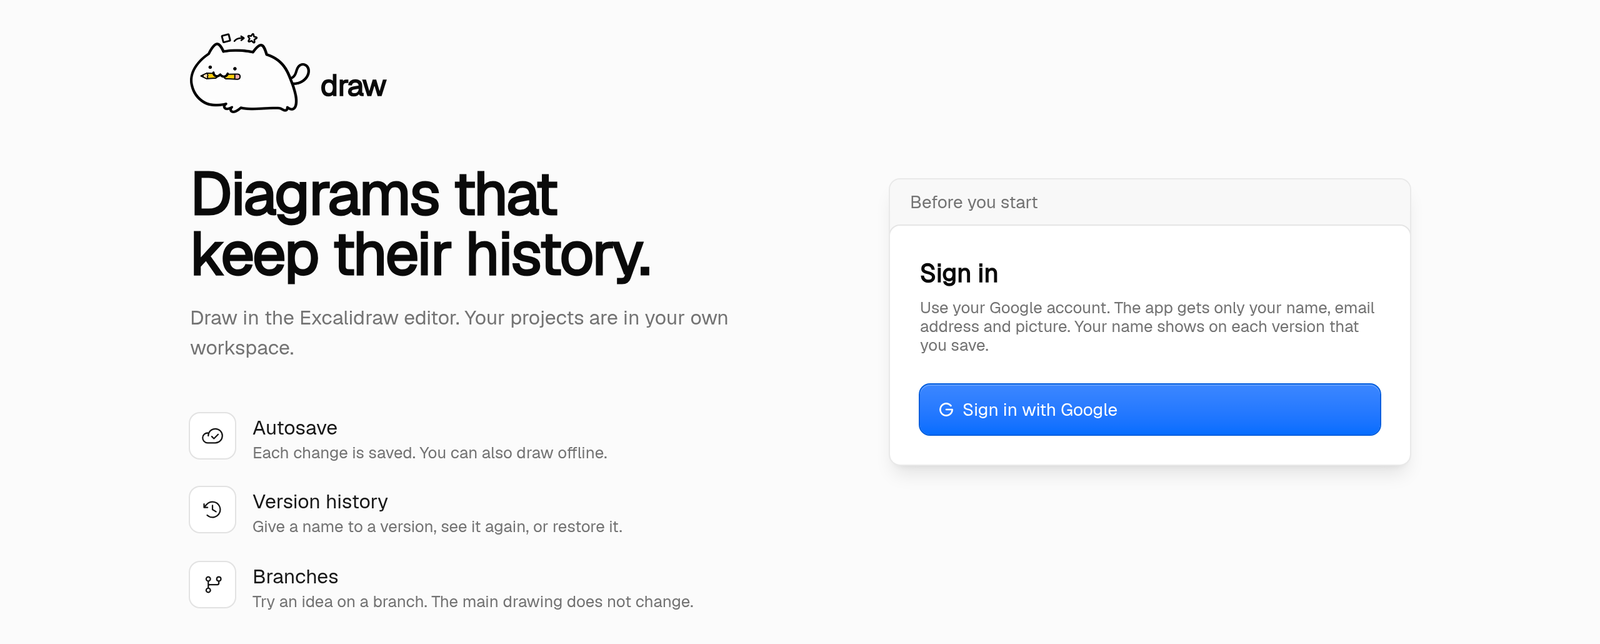 draw
Diagrams that
keep their history.
Draw in the Excalidraw editor. Your projects are in your own
workspace.
Autosave
Each change is saved. You can also draw offline.
Version history
Give a name to a version, see it again, or restore it.
Branches
Try an idea on a branch. The main drawing does not change.
Before you start
Sign in
Use your Google account. The app gets only your name, email
address and picture. Your name shows on each version that
you save.
G Sign in with Google